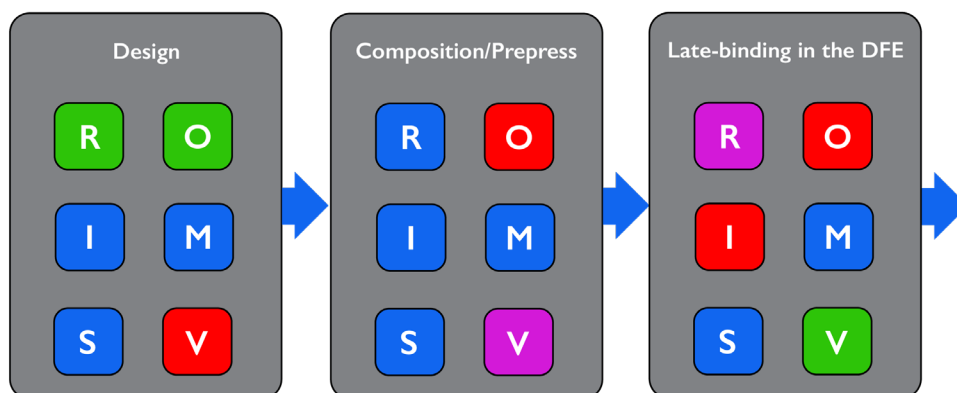 Design
R O
I M
S V
Composition/Prepress
R O
I M
S V
Late-binding in the DFE
R O
I M
S V